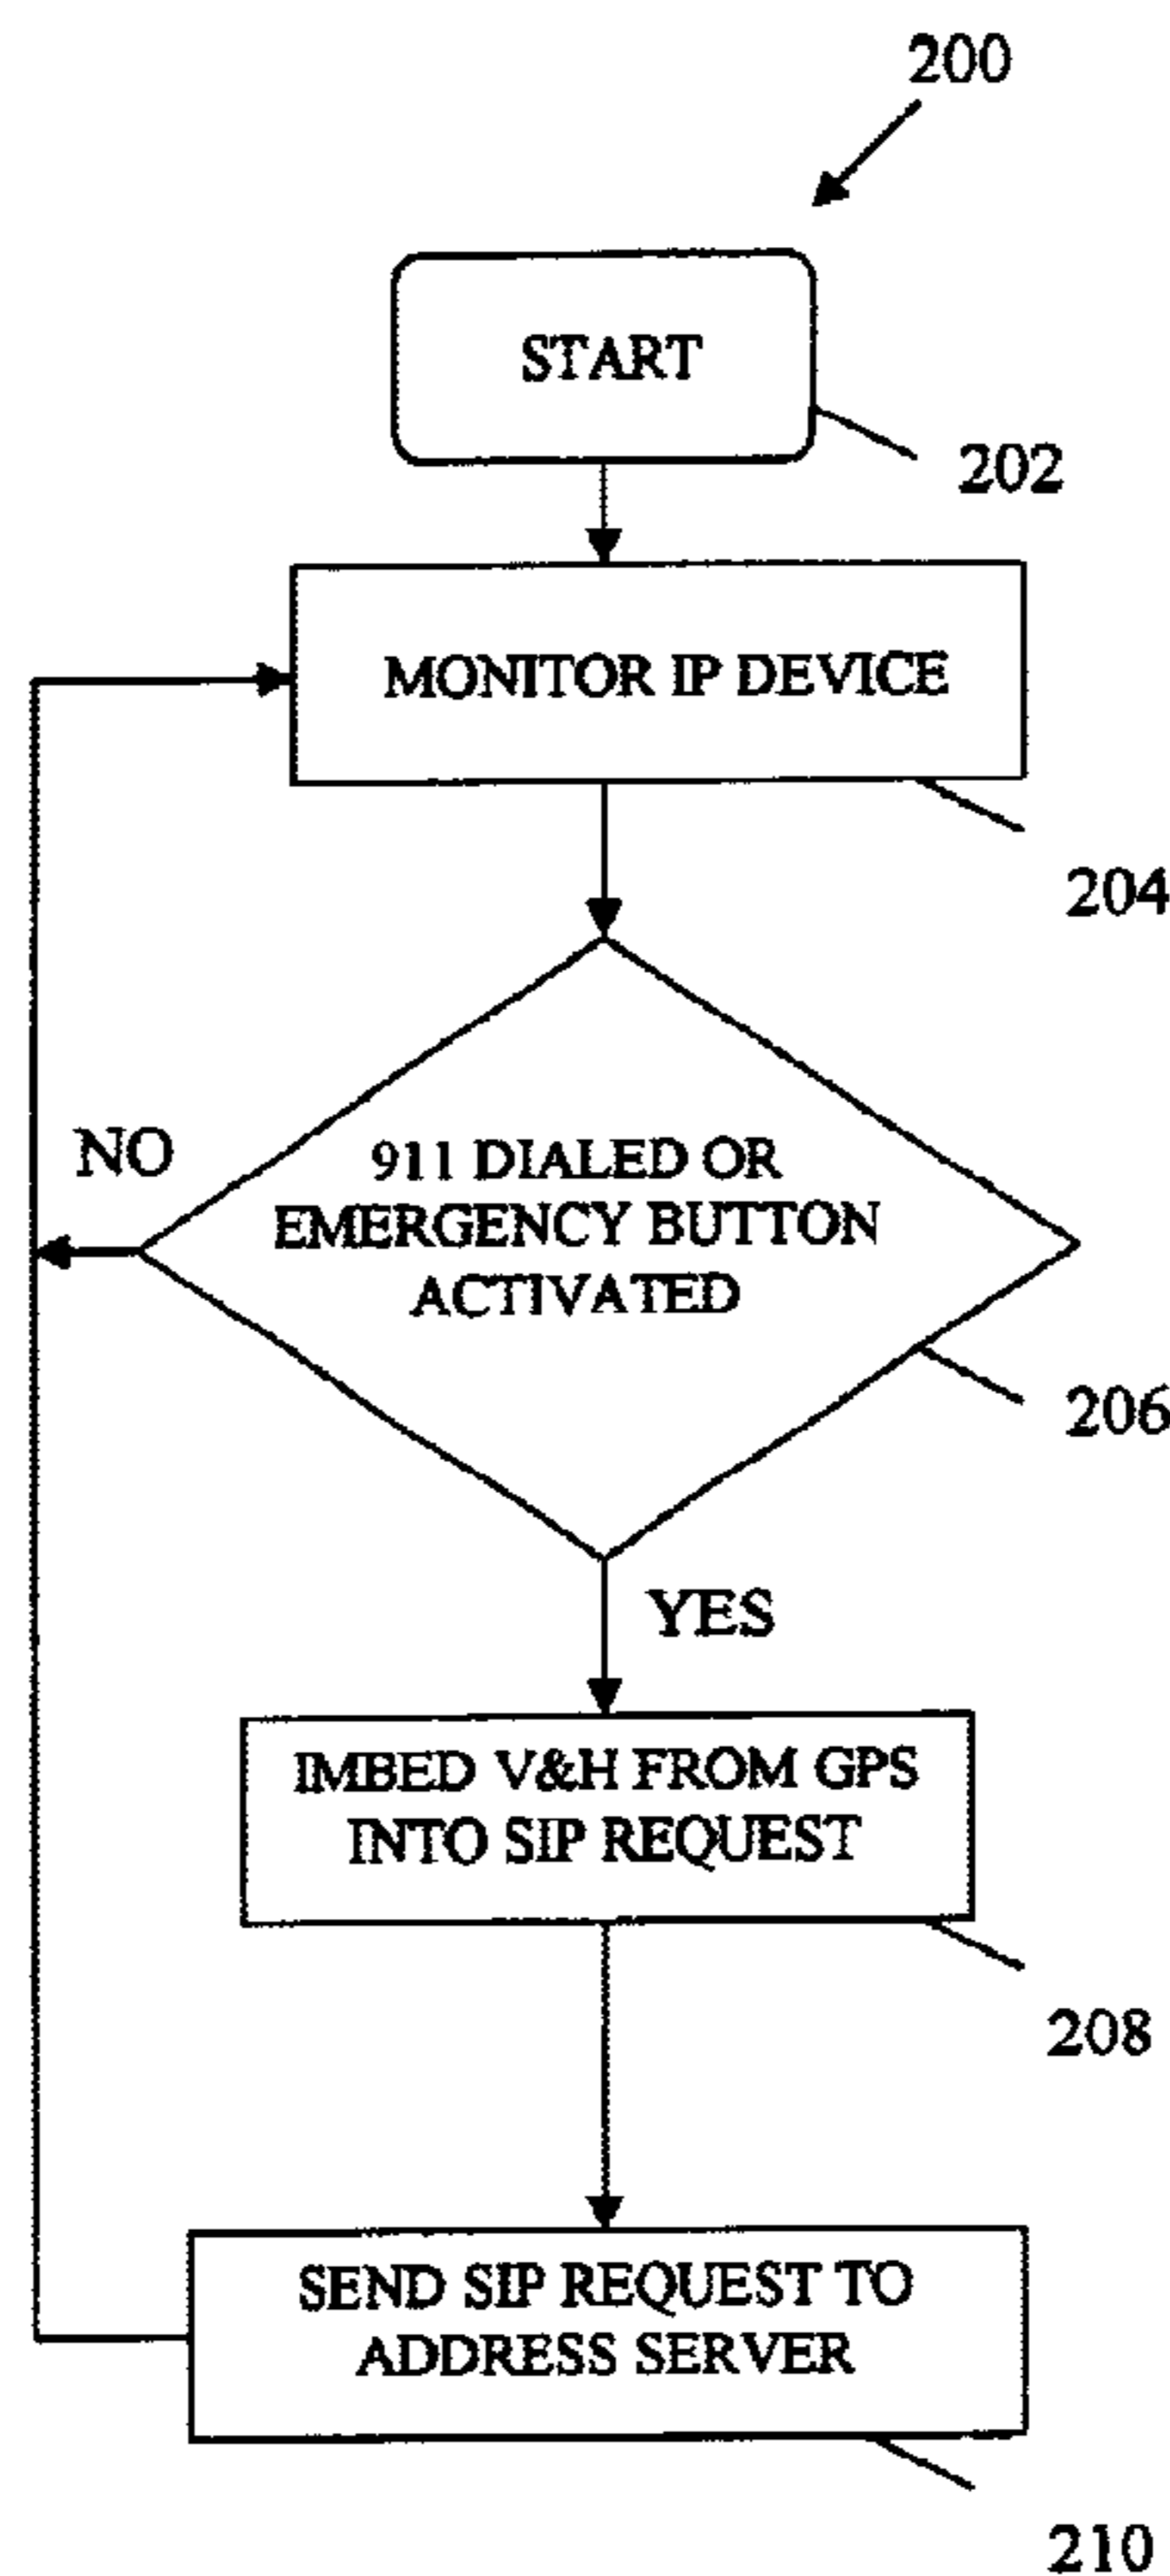 200
START
202
MONITOR IP DEVICE
204
NO
911 DIALED OR
EMERGENCY BUTTON
ACTIVATED
206
YES
IMBED V&H FROM GPS
INTO SIP REQUEST
208
SEND SIP REQUEST TO
ADDRESS SERVER
210